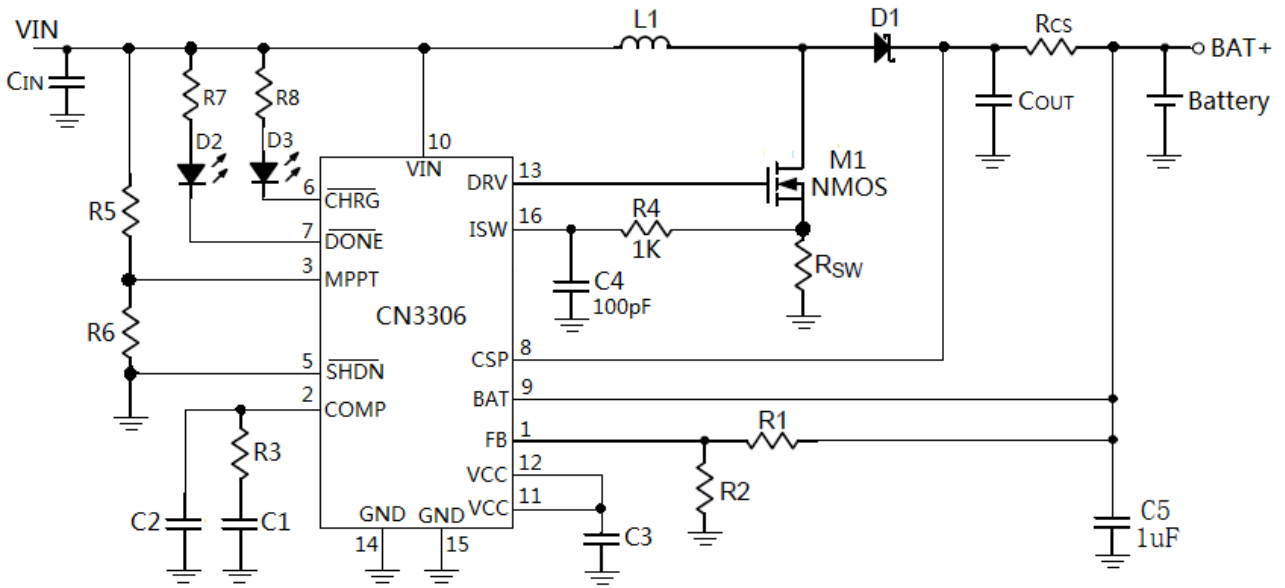 VIN
L1
D1
RCS
BAT+
CIN
R7
R8
COUT
Battery
D2
D3
10
VIN
M1
NMOS
13
DRV
6
CHRG
R5
16
ISW
R4
1K
7
DONE
RSW
3
MPPT
C4
100pF
CN3306
R6
8
CSP
5
SHDN
2
COMP
9
BAT
R1
1
FB
R3
12
VCC
R2
11
VCC
C2
C1
GND
GND
C3
C5
1uF
14
15